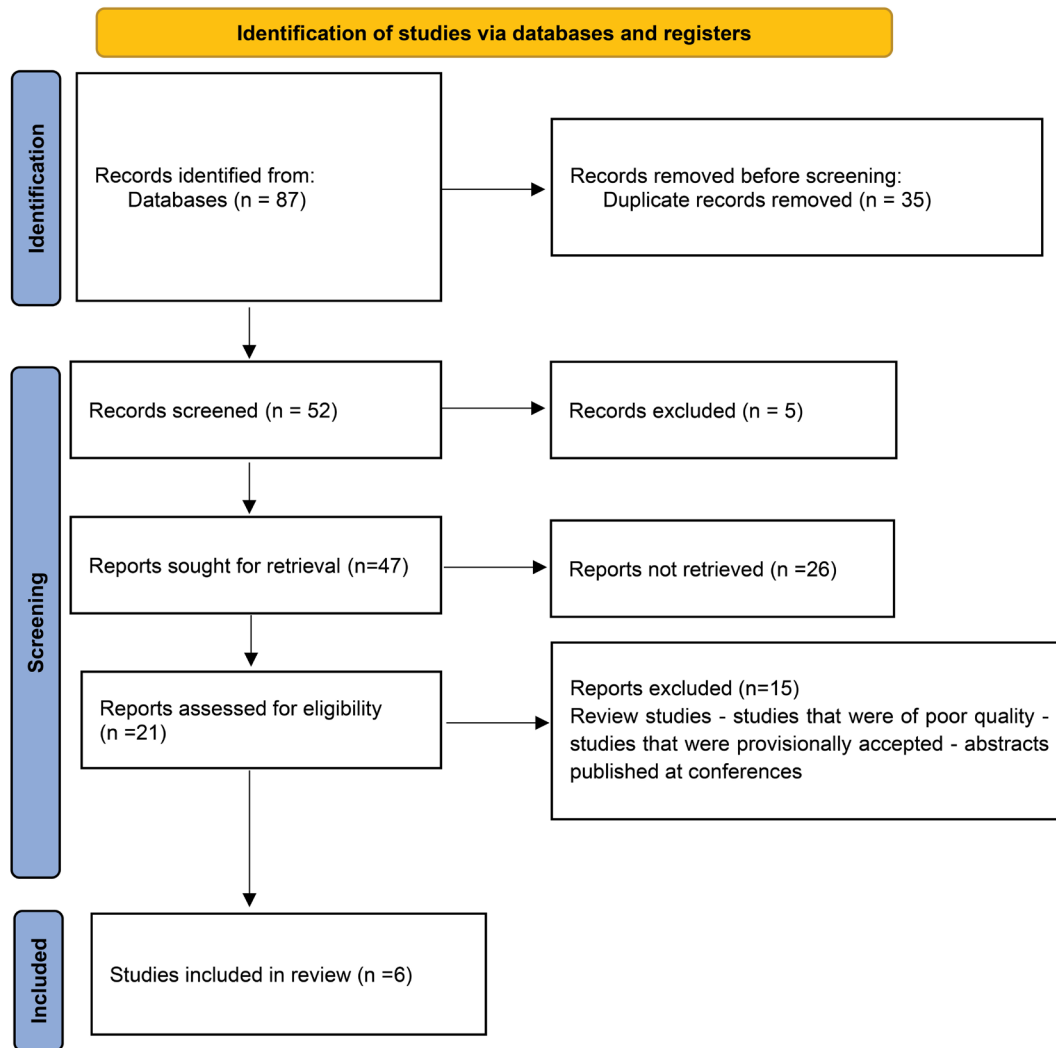 Identification of studies via databases and registers
Identification
Records identified from:
Databases (n = 87)
Records removed before screening:
Duplicate records removed (n = 35)
Screening
Records screened (n = 52)
Records excluded (n = 5)
Reports sought for retrieval (n=47)
Reports not retrieved (n =26)
Reports assessed for eligibility
(n =21)
Reports excluded (n=15)
Review studies - studies that were of poor quality -
studies that were provisionally accepted - abstracts
published at conferences
Included
Studies included in review (n =6)